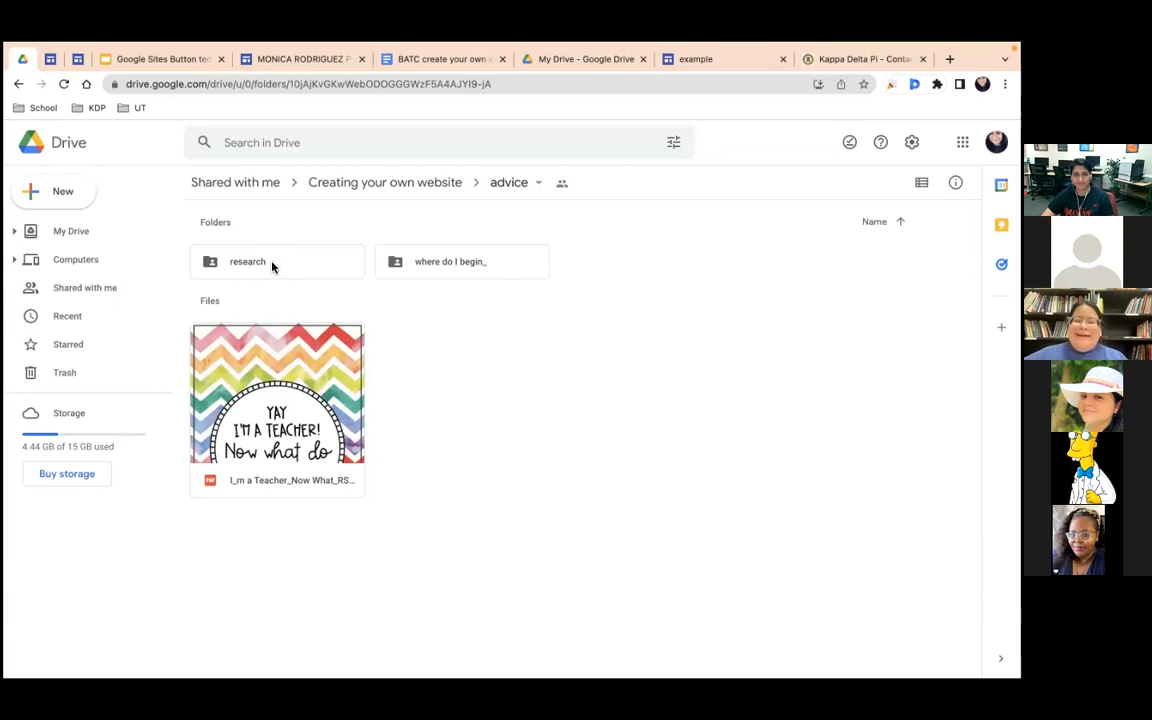 Google Sites Button te
MONICA RODRIGUEZ P
BATC create your own
My Drive - Google Drive
example
Kappa Delta Pi - Conta
drive.google.com/drive/u/0/folders/10jAjKvGKwWebODOGGGWzF5A4AJYI9-jA
School
KDP
UT
Drive
Search in Drive
New
Shared with me
Creating your own website
advice
My Drive
Computers
Shared with me
Recent
Starred
Trash
Storage
4.44 GB of 15 GB used
Buy storage
Folders
Name
research
where do I begin_
Files
YAY
I'M A TEACHER!
Now what do
PDF
I_m a Teacher_Now What_RS...